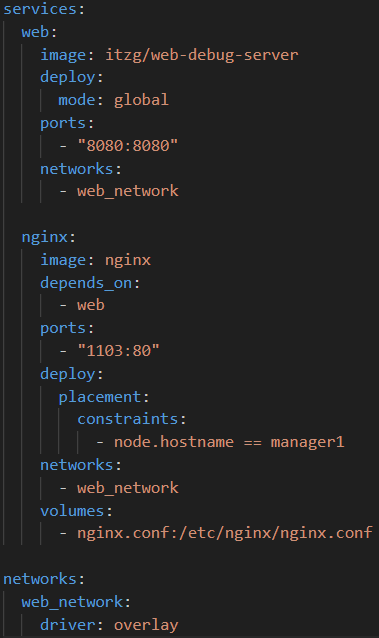 services:
  web:
    image: itzg/web-debug-server
    deploy:
      mode: global
    ports:
      - "8080:8080"
    networks:
      - web_network

  nginx:
    image: nginx
    depends_on:
      - web
    ports:
      - "1103:80"
    deploy:
      placement:
        constraints:
          - node.hostname == manager1
    networks:
      - web_network
    volumes:
      - nginx.conf:/etc/nginx/nginx.conf

networks:
  web_network:
    driver: overlay